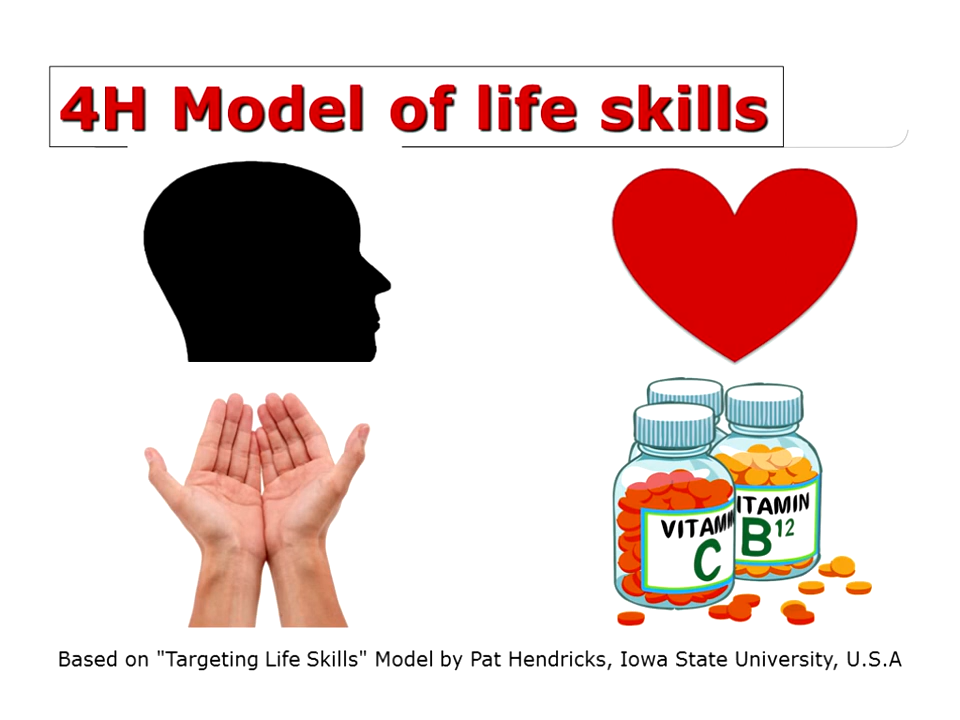 4H Model of life skills
VITAMIN
B12
VITAMIN
C
Based on "Targeting Life Skills" Model by Pat Hendricks, Iowa State University, U.S.A